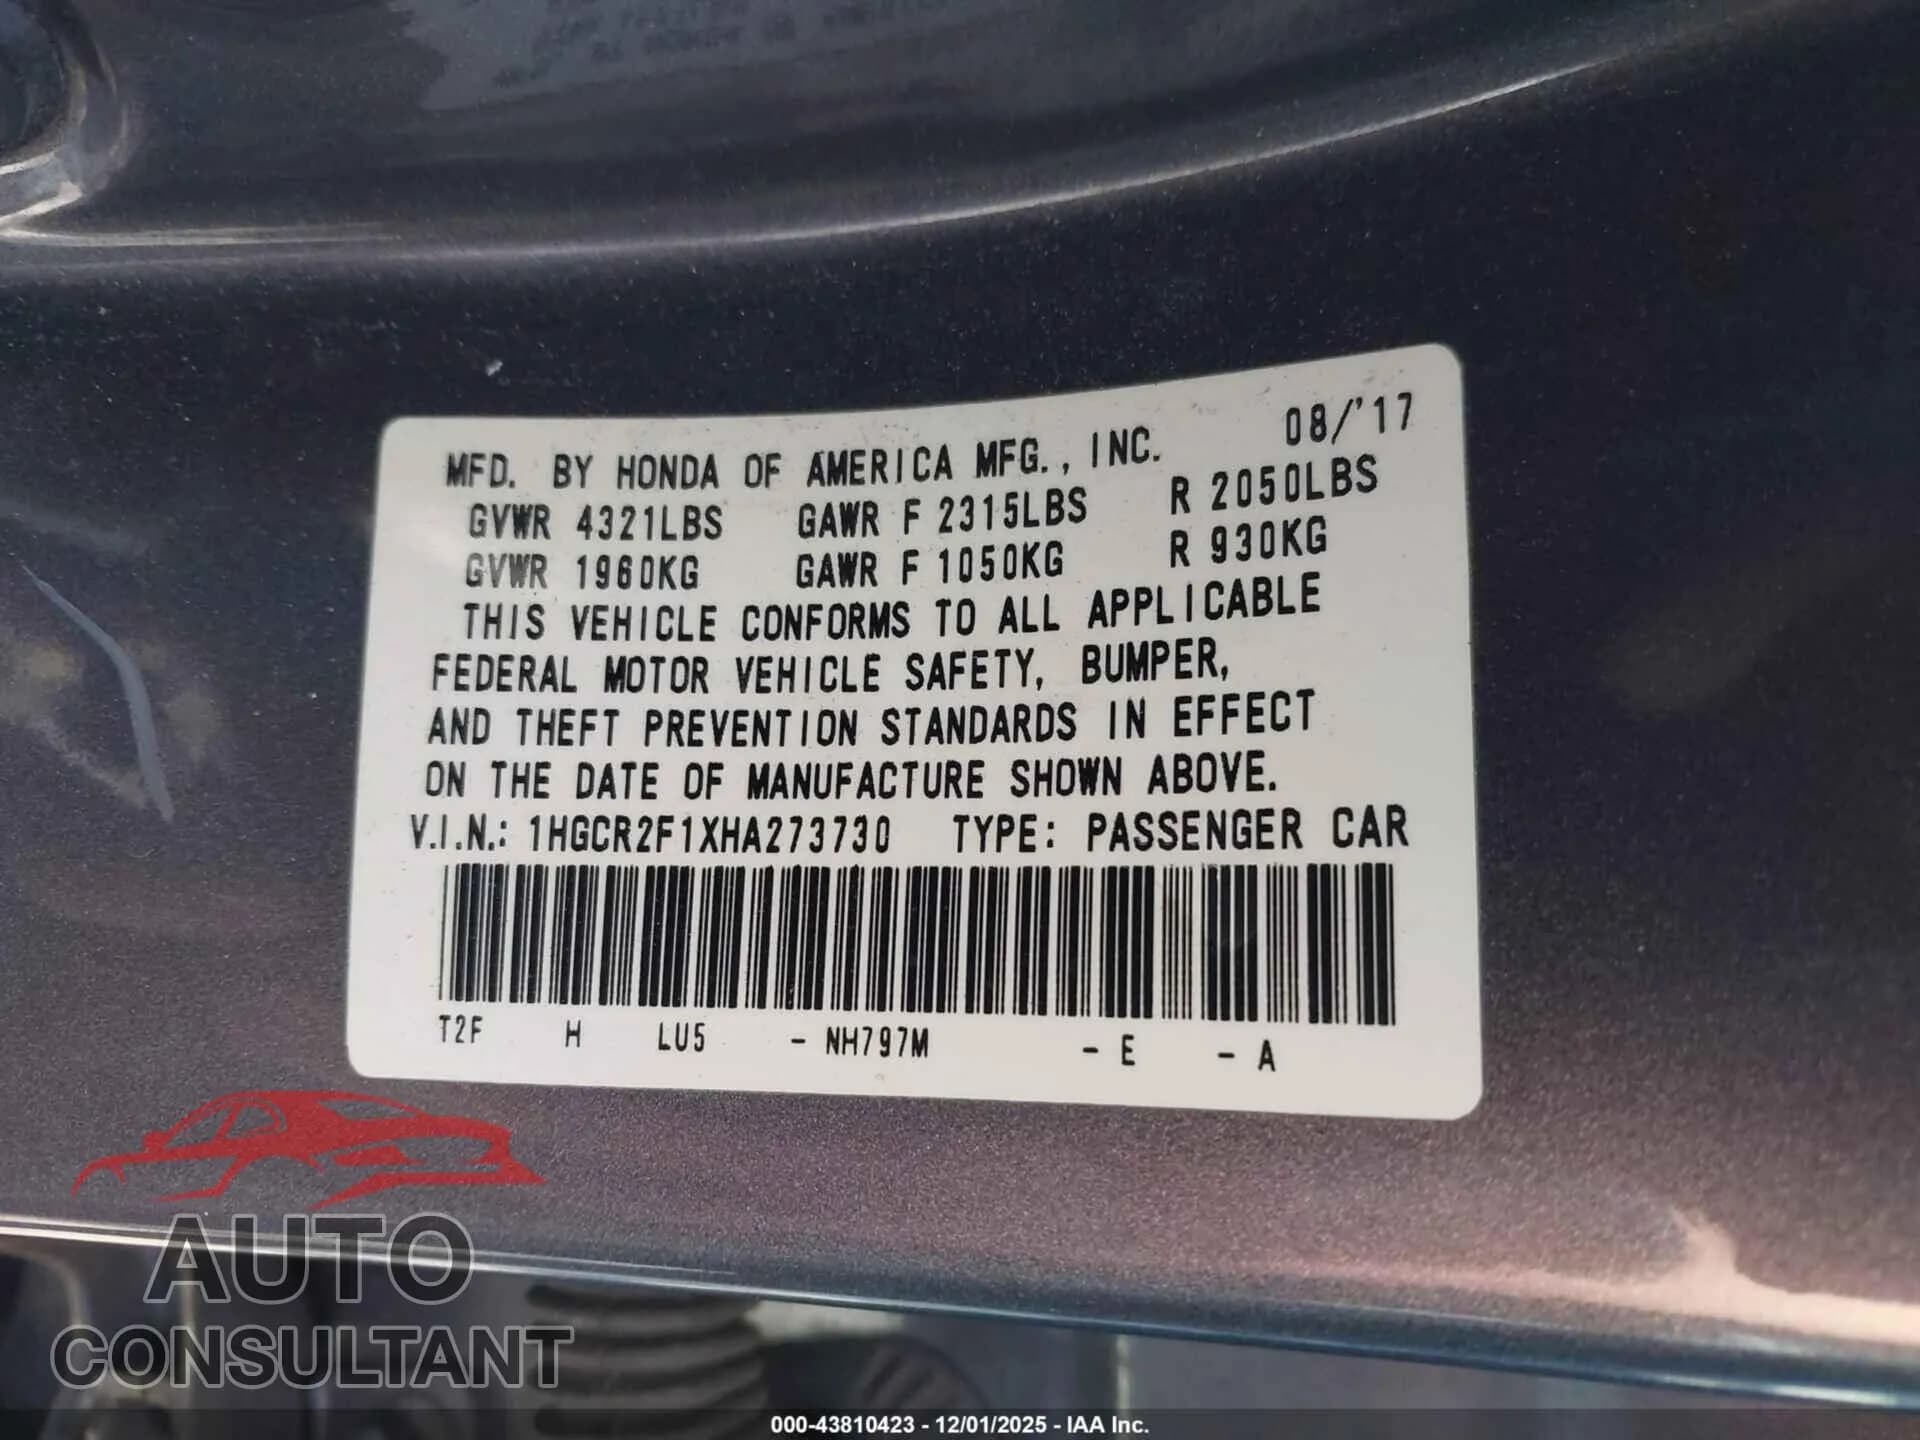 MFD. BY HONDA OF AMERICA MFG., INC. 08/'17
GVWR 4321LBS GAWR F 2315LBS R 2050LBS
GVWR 1960KG GAWR F 1050KG R 930KG
THIS VEHICLE CONFORMS TO ALL APPLICABLE
FEDERAL MOTOR VEHICLE SAFETY, BUMPER,
AND THEFT PREVENTION STANDARDS IN EFFECT
ON THE DATE OF MANUFACTURE SHOWN ABOVE.
V.I.N.: 1HGCR2F1XHA273730 TYPE: PASSENGER CAR
T2F H LU5 - NH797M - E - A
AUTO
CONSULTANT
000-43810423 - 12/01/2025 - IAA Inc.